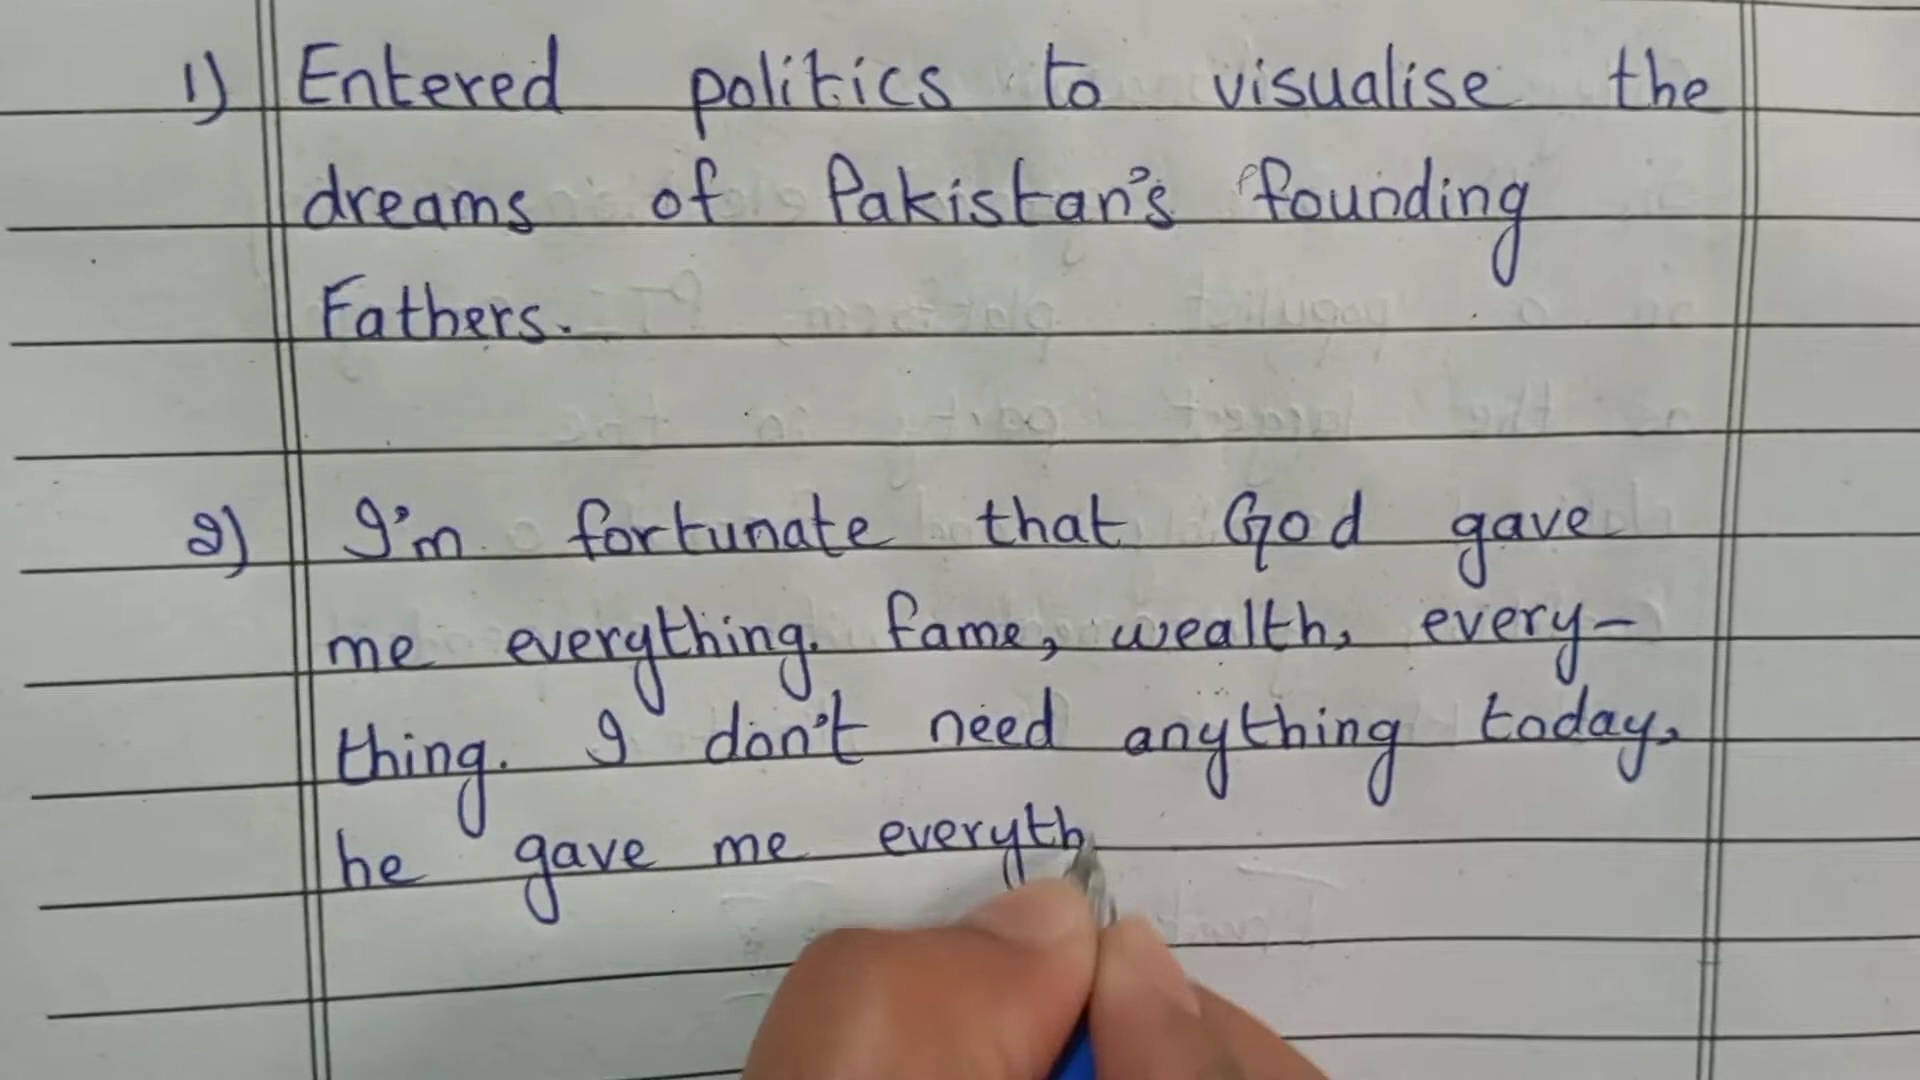 1) Entered politics to visualise the
dreams of Pakistan's founding
Fathers.
2) I'm fortunate that God gave
me everything. fame, wealth, every-
thing. I don't need anything today,
he gave me everyth